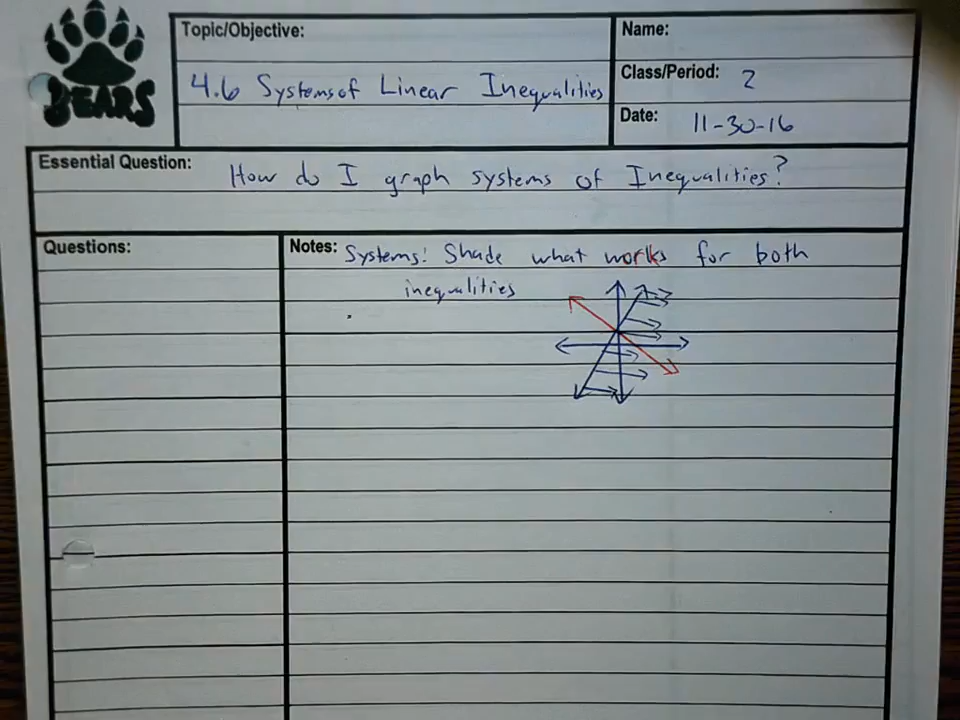 BEARS
Topic/Objective:
4.6 Systems of Linear Inequalities
Name:
Class/Period: 2
Date: 11-30-16
Essential Question: How do I graph systems of Inequalities?
Questions:
Notes: Systems: Shade what works for both
inequalities